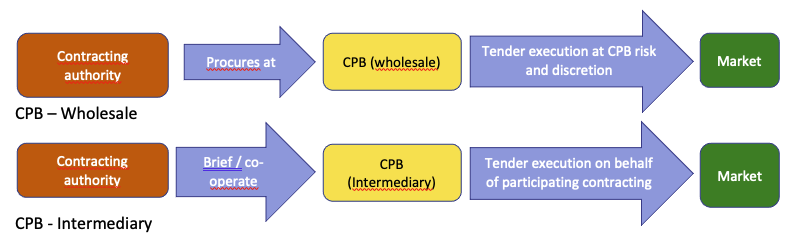 Contracting
authority
Procures at
CPB (wholesale)
Tender execution at CPB risk
and discretion
Market
CPB – Wholesale
Contracting
authority
Brief / co-
operate
CPB
(Intermediary)
Tender execution on behalf
of participating contracting
Market
CPB - Intermediary